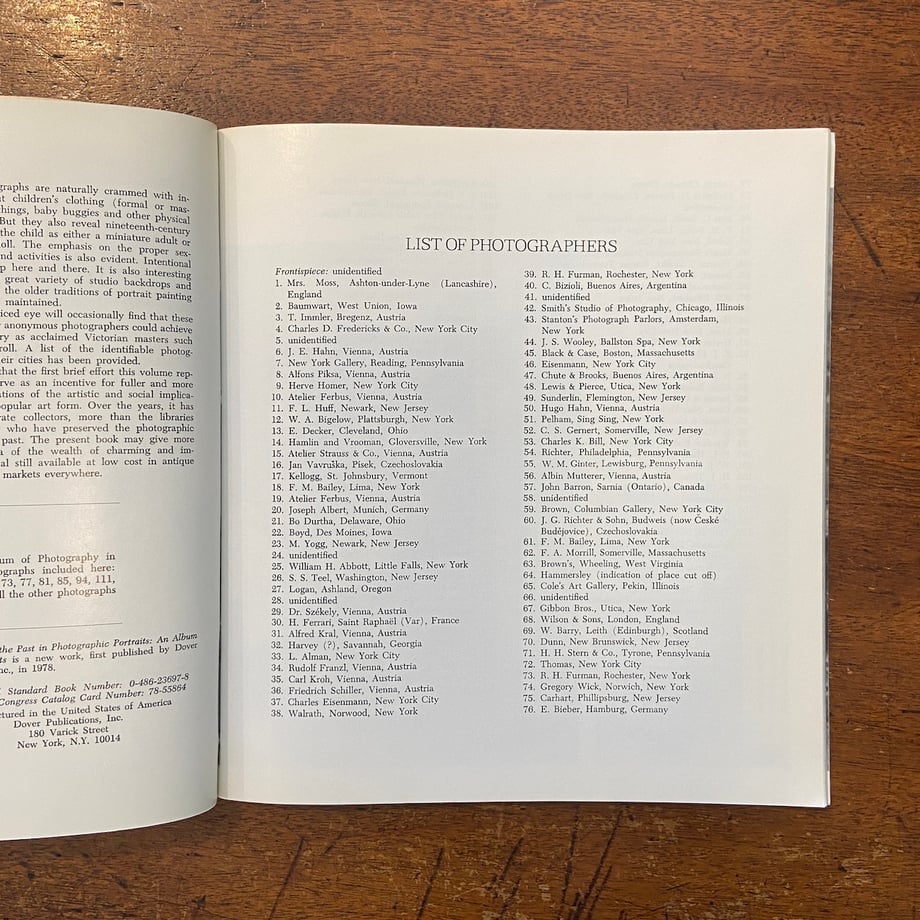 graphs are naturally crammed with in-
t children's clothing (formal or mas-
hings, baby buggies and other physical
But they also reveal nineteenth-century
the child as either a miniature adult or
oll. The emphasis on the proper sex-
nd activities is also evident. Intentional
p here and there. It is also interesting
great variety of studio backdrops and
the older traditions of portrait painting
maintained.
iced eye will occasionally find that these
anonymous photographers could achieve
ry as acclaimed Victorian masters such
roll. A list of the identifiable photog-
eir cities has been provided.
that the first brief effort this volume rep-
rve as an incentive for fuller and more
tions of the artistic and social implica-
opular art form. Over the years, it has
ate collectors, more than the libraries
who have preserved the photographic
past. The present book may give more
a of the wealth of charming and im-
al still available at low cost in antique
markets everywhere.
um of Photography in
ographs included here:
73, 77, 81, 85, 94, 111,
ll the other photographs
the Past in Photographic Portraits: An Album
ts is a new work, first published by Dover
nc., in 1978.
Standard Book Number: 0-486-23697-8
Congress Catalog Card Number: 78-55864
ctured in the United States of America
Dover Publications, Inc.
180 Varick Street
New York, N.Y. 10014
LIST OF PHOTOGRAPHERS
Frontispiece: unidentified
1. Mrs. Moss, Ashton-under-Lyne (Lancashire),
England
2. Baumwart, West Union, Iowa
3. T. Immler, Bregenz, Austria
4. Charles D. Fredericks & Co., New York City
5. unidentified
6. J. E. Hahn, Vienna, Austria
7. New York Gallery, Reading, Pennsylvania
8. Alfons Piksa, Vienna, Austria
9. Herve Homer, New York City
10. Atelier Ferbus, Vienna, Austria
11. F. L. Huff, Newark, New Jersey
12. W. A. Bigelow, Plattsburgh, New York
13. E. Decker, Cleveland, Ohio
14. Hamlin and Vrooman, Gloversville, New York
15. Atelier Strauss & Co., Vienna, Austria
16. Jan Vavruška, Pisek, Czechoslovakia
17. Kellogg, St. Johnsbury, Vermont
18. F. M. Bailey, Lima, New York
19. Atelier Ferbus, Vienna, Austria
20. Joseph Albert, Munich, Germany
21. Bo Durtha, Delaware, Ohio
22. Boyd, Des Moines, Iowa
23. M. Yogg, Newark, New Jersey
24. unidentified
25. William H. Abbott, Little Falls, New York
26. S. S. Teel, Washington, New Jersey
27. Logan, Ashland, Oregon
28. unidentified
29. Dr. Székely, Vienna, Austria
30. H. Ferrari, Saint Raphaël (Var), France
31. Alfred Kral, Vienna, Austria
32. Harvey (?), Savannah, Georgia
33. L. Alman, New York City
34. Rudolf Franzl, Vienna, Austria
35. Carl Kroh, Vienna, Austria
36. Friedrich Schiller, Vienna, Austria
37. Charles Eisenmann, New York City
38. Walrath, Norwood, New York
39. R. H. Furman, Rochester, New York
40. C. Bizioli, Buenos Aires, Argentina
41. unidentified
42. Smith's Studio of Photography, Chicago, Illinois
43. Stanton's Photograph Parlors, Amsterdam,
New York
44. J. S. Wooley, Ballston Spa, New York
45. Black & Case, Boston, Massachusetts
46. Eisenmann, New York City
47. Chute & Brooks, Buenos Aires, Argentina
48. Lewis & Pierce, Utica, New York
49. Sunderlin, Flemington, New Jersey
50. Hugo Hahn, Vienna, Austria
51. Pelham, Sing Sing, New York
52. C. S. Gernert, Somerville, New Jersey
53. Charles K. Bill, New York City
54. Richter, Philadelphia, Pennsylvania
55. W. M. Ginter, Lewisburg, Pennsylvania
56. Albin Mutterer, Vienna, Austria
57. John Barron, Sarnia (Ontario), Canada
58. unidentified
59. Brown, Columbian Gallery, New York City
60. J. G. Richter & Sohn, Budweis (now České
Budějovice), Czechoslovakia
61. F. M. Bailey, Lima, New York
62. F. A. Morrill, Somerville, Massachusetts
63. Brown's, Wheeling, West Virginia
64. Hammersley (indication of place cut off)
65. Cole's Art Gallery, Pekin, Illinois
66. unidentified
67. Gibbon Bros., Utica, New York
68. Wilson & Sons, London, England
69. W. Barry, Leith (Edinburgh), Scotland
70. Dunn, New Brunswick, New Jersey
71. H. H. Stern & Co., Tyrone, Pennsylvania
72. Thomas, New York City
73. R. H. Furman, Rochester, New York
74. Gregory Wick, Norwich, New York
75. Carhart, Phillipsburg, New Jersey
76. E. Bieber, Hamburg, Germany